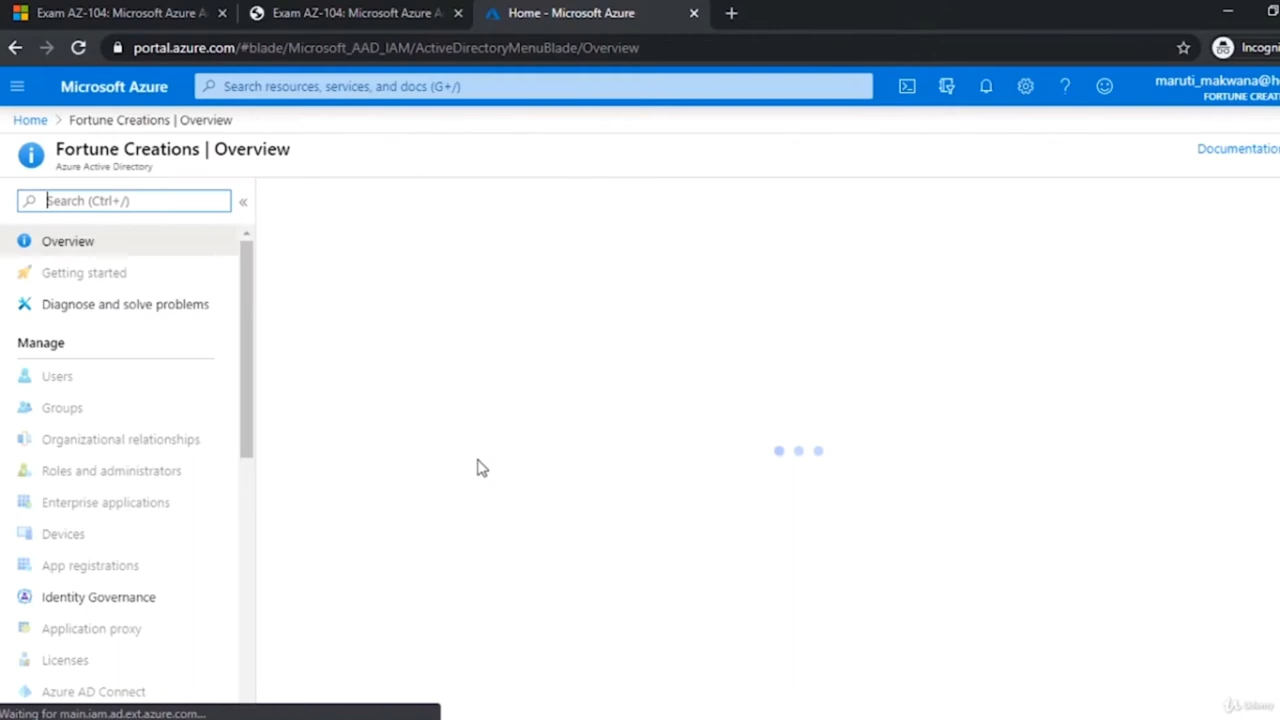 Exam AZ-104: Microsoft Azure A
Exam AZ-104: Microsoft Azure A
Home - Microsoft Azure
portal.azure.com/#blade/Microsoft_AAD_IAM/ActiveDirectoryMenuBlade/Overview
Incogni
Microsoft Azure
Search resources, services, and docs (G+/)
maruti_makwana@h
FORTUNE CREAT
Home > Fortune Creations | Overview
Fortune Creations | Overview
Azure Active Directory
Documentatio
Search (Ctrl+/)
Overview
Getting started
Diagnose and solve problems
Manage
Users
Groups
Organizational relationships
Roles and administrators
Enterprise applications
Devices
App registrations
Identity Governance
Application proxy
Licenses
Azure AD Connect
Waiting for main.iam.ad.ext.azure.com...
Udemy